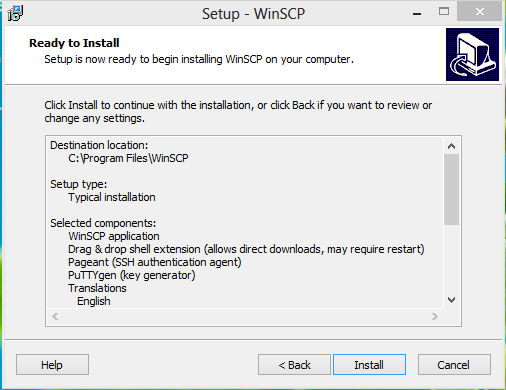 Setup - WinSCP
Ready to Install
Setup is now ready to begin installing WinSCP on your computer.
Click Install to continue with the installation, or click Back if you want to review or
change any settings.
Destination location:
C:\Program Files\WinSCP
Setup type:
Typical installation
Selected components:
WinSCP application
Drag & drop shell extension (allows direct downloads, may require restart)
Pageant (SSH authentication agent)
PuTTYgen (key generator)
Translations
English
Help
< Back
Install
Cancel